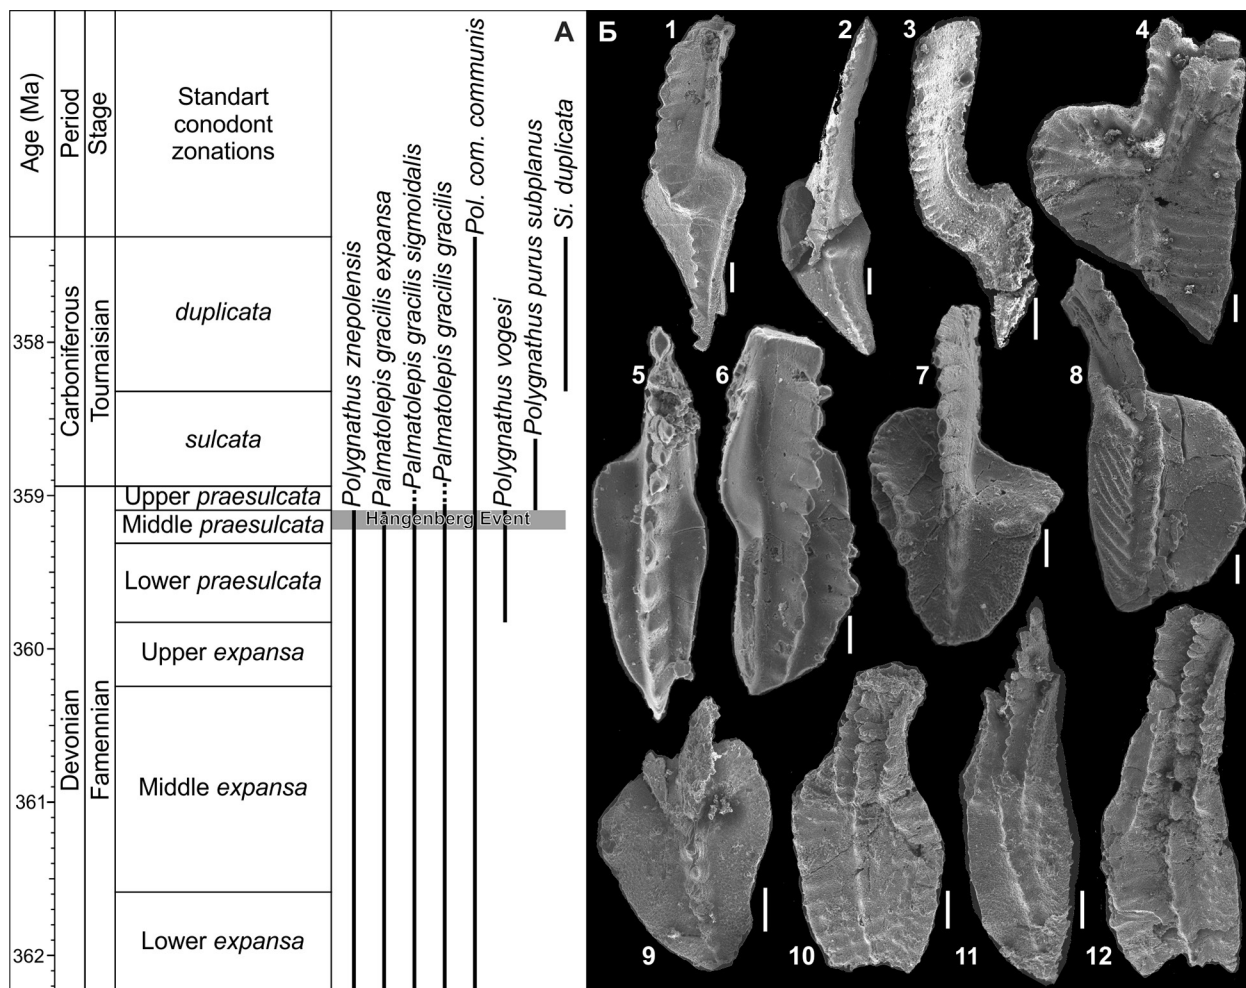 Age (Ma)
Period
Stage
Standart
conodont
zonations
А
358
359
360
361
362
Carboniferous
Devonian
Tournaisian
Famennian
duplicata
sulcata
Upper praesulcata
Middle praesulcata
Lower praesulcata
Upper expansa
Middle expansa
Lower expansa
Polygnathus znepolensis
Palmatolepis gracilis expansa
Palmatolepis gracilis sigmoidalis
Palmatolepis gracilis gracilis
Pol. com. communis
Polygnathus vogesi
Polygnathus purus subplanus
Si. duplicata
Hangenberg Event
Б
1
2
3
4
5
6
7
8
9
10
11
12